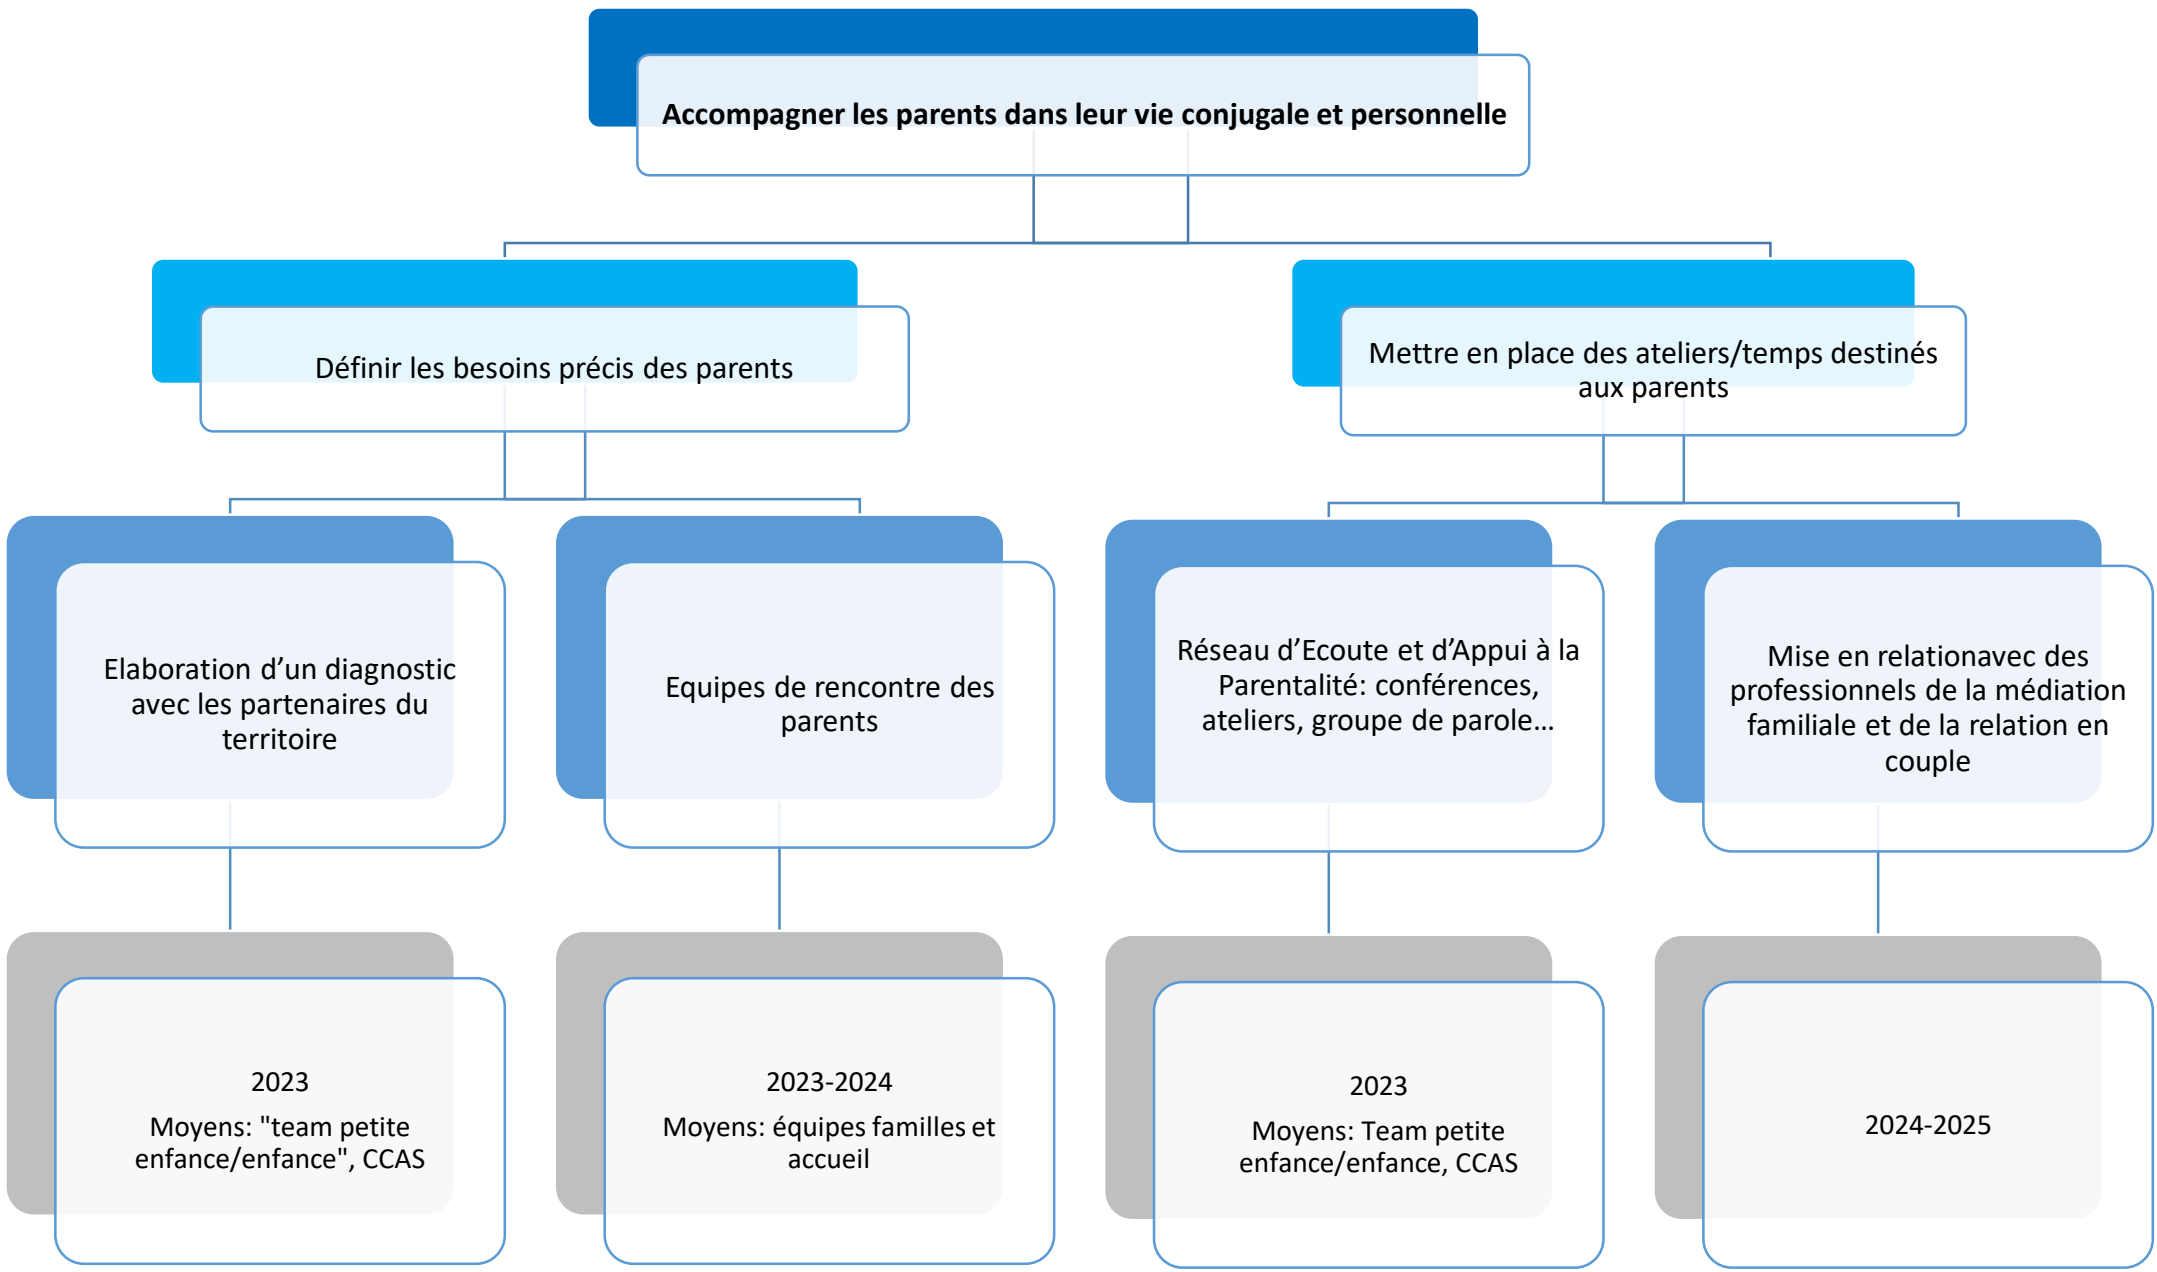 Accompagner les parents dans leur vie conjugale et personnelle
Définir les besoins précis des parents
Mettre en place des ateliers/temps destinés
aux parents
Elaboration d’un diagnostic
avec les partenaires du
territoire
Equipes de rencontre des
parents
Réseau d’Ecoute et d’Appui à la
Parentalité: conférences,
ateliers, groupe de parole…
Mise en relationavec des
professionnels de la médiation
familiale et de la relation en
couple
2023
Moyens: "team petite
enfance/enfance", CCAS
2023-2024
Moyens: équipes familles et
accueil
2023
Moyens: Team petite
enfance/enfance, CCAS
2024-2025